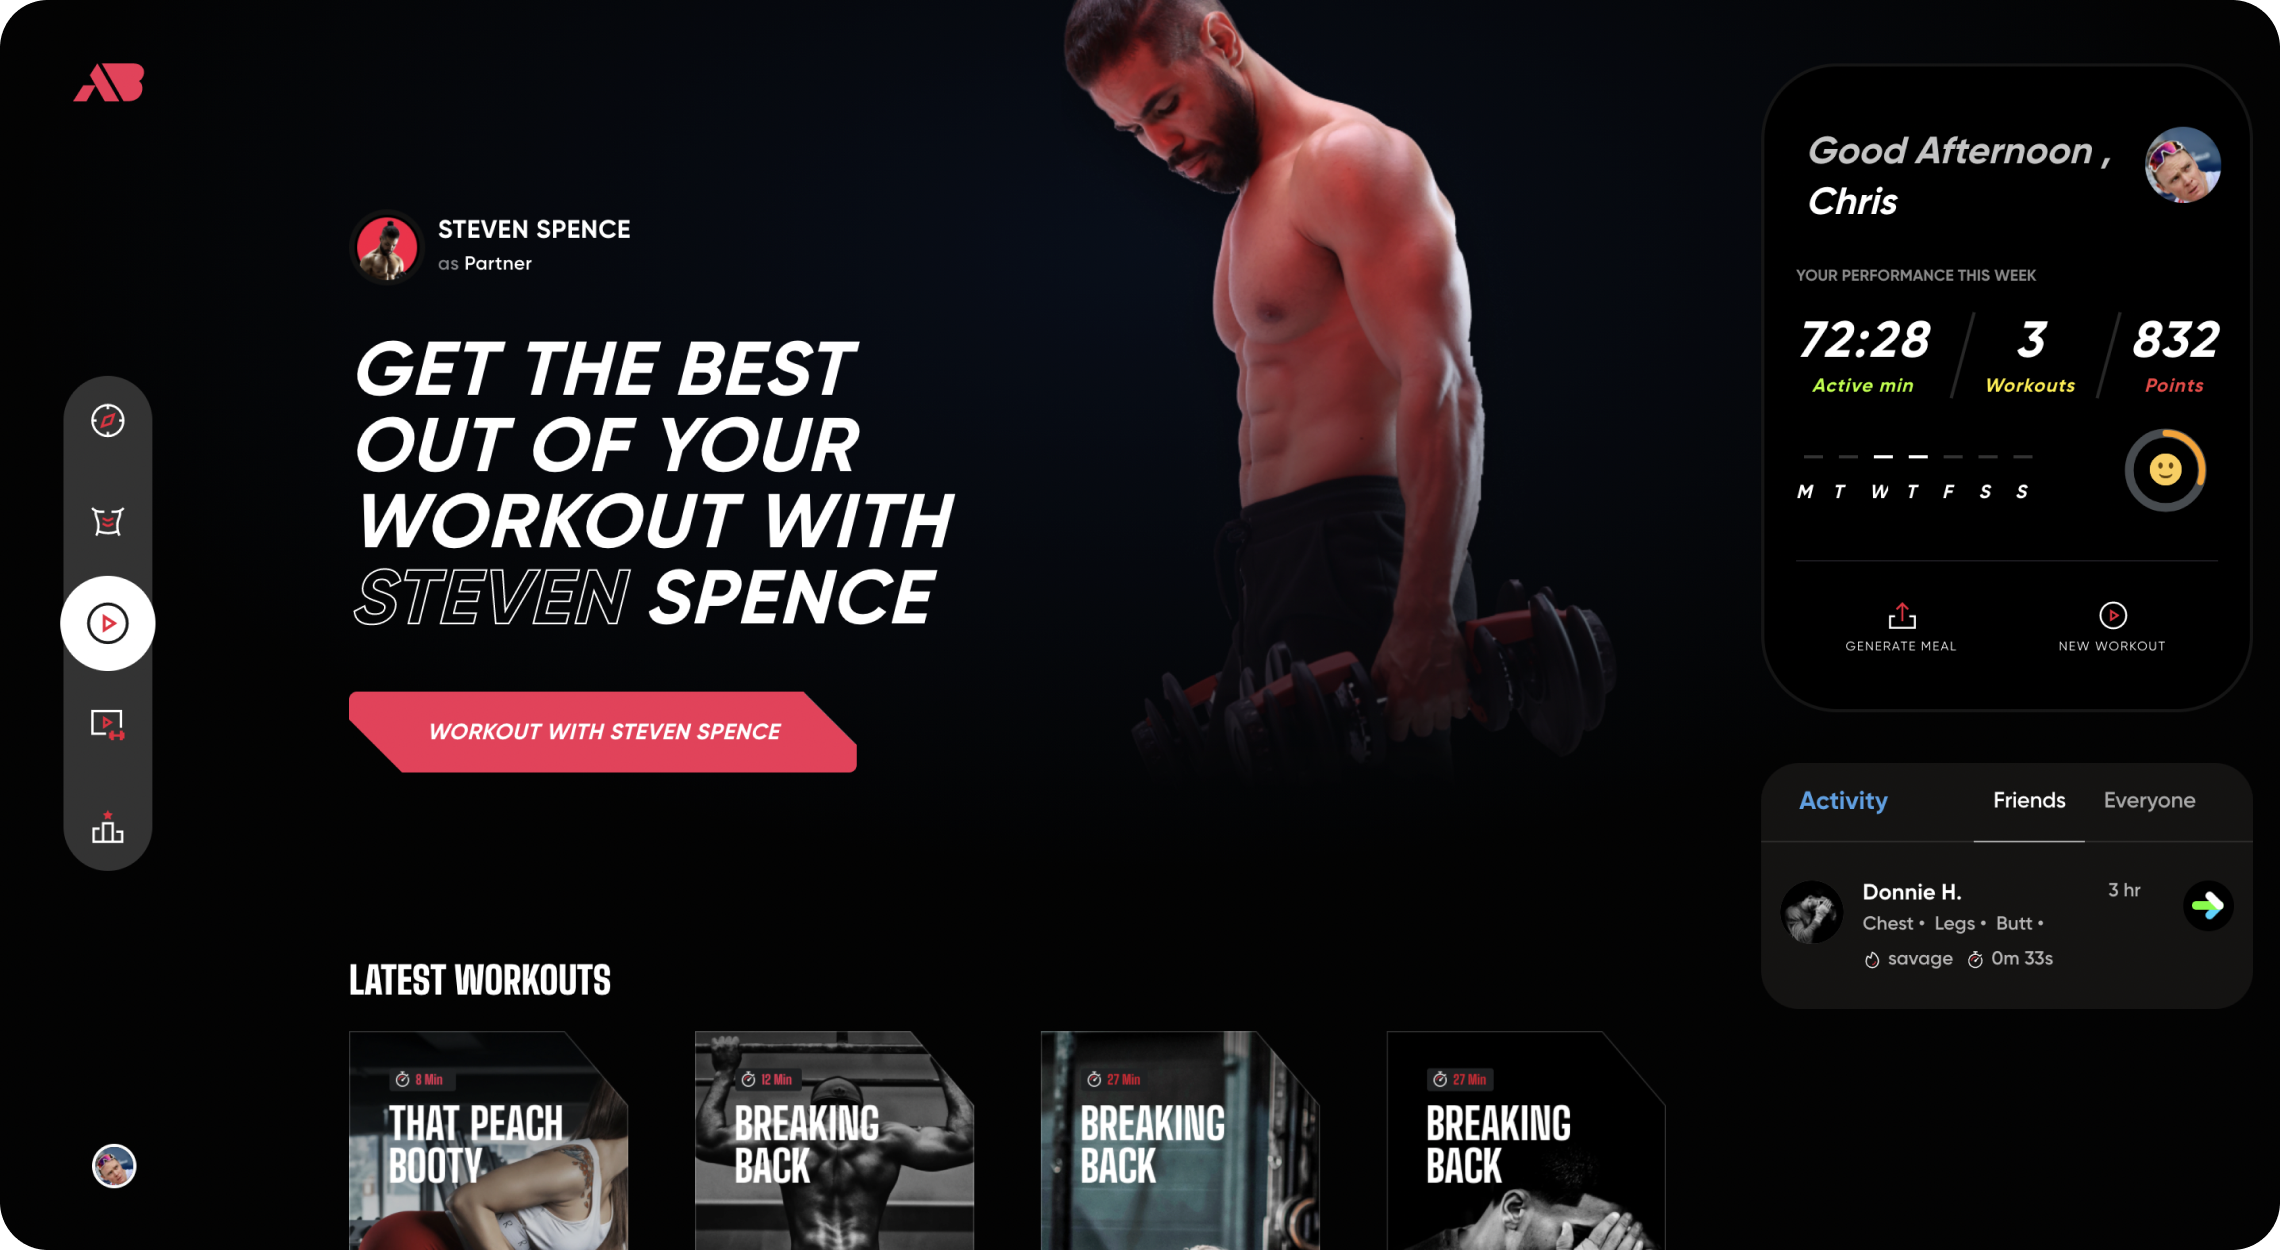 AB
STEVEN SPENCE
as Partner
GET THE BEST
OUT OF YOUR
WORKOUT WITH
STEVEN SPENCE
WORKOUT WITH STEVEN SPENCE
LATEST WORKOUTS
8 Min
THAT PEACH
BOOTY
12 Min
BREAKING
BACK
27 Min
BREAKING
BACK
27 Min
BREAKING
BACK
Good Afternoon ,
Chris
YOUR PERFORMANCE THIS WEEK
72:28
Active min
3
Workouts
832
Points
M T W T F S S
GENERATE MEAL
NEW WORKOUT
Activity
Friends
Everyone
Donnie H.
3 hr
Chest • Legs • Butt •
savage 0m 33s